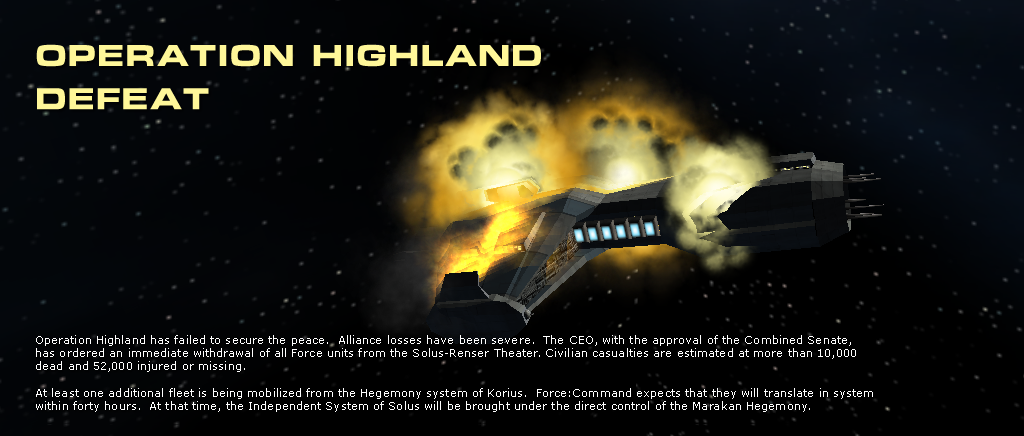 OPERATION HIGHLAND
DEFEAT
Operation Highland has failed to secure the peace.  Alliance losses have been severe.  The CEO, with the approval of the Combined Senate,
has ordered an immediate withdrawal of all Force units from the Solus-Renser Theater. Civilian casualties are estimated at more than 10,000
dead and 52,000 injured or missing.
At least one additional fleet is being mobilized from the Hegemony system of Korius.  Force:Command expects that they will translate in system
within forty hours.  At that time, the Independent System of Solus will be brought under the direct control of the Marakan Hegemony.